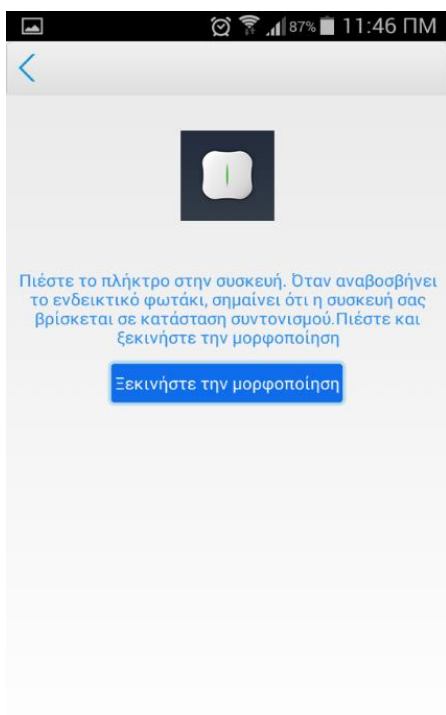 87% 11:46 ΠΜ
Πιέστε το πλήκτρο στην συσκευή. Όταν αναβοσβήνει
το ενδεικτικό φωτάκι, σημαίνει ότι η συσκευή σας
βρίσκεται σε κατάσταση συντονισμού.Πιέστε και
ξεκινήστε την μορφοποίηση
Ξεκινήστε την μορφοποίηση